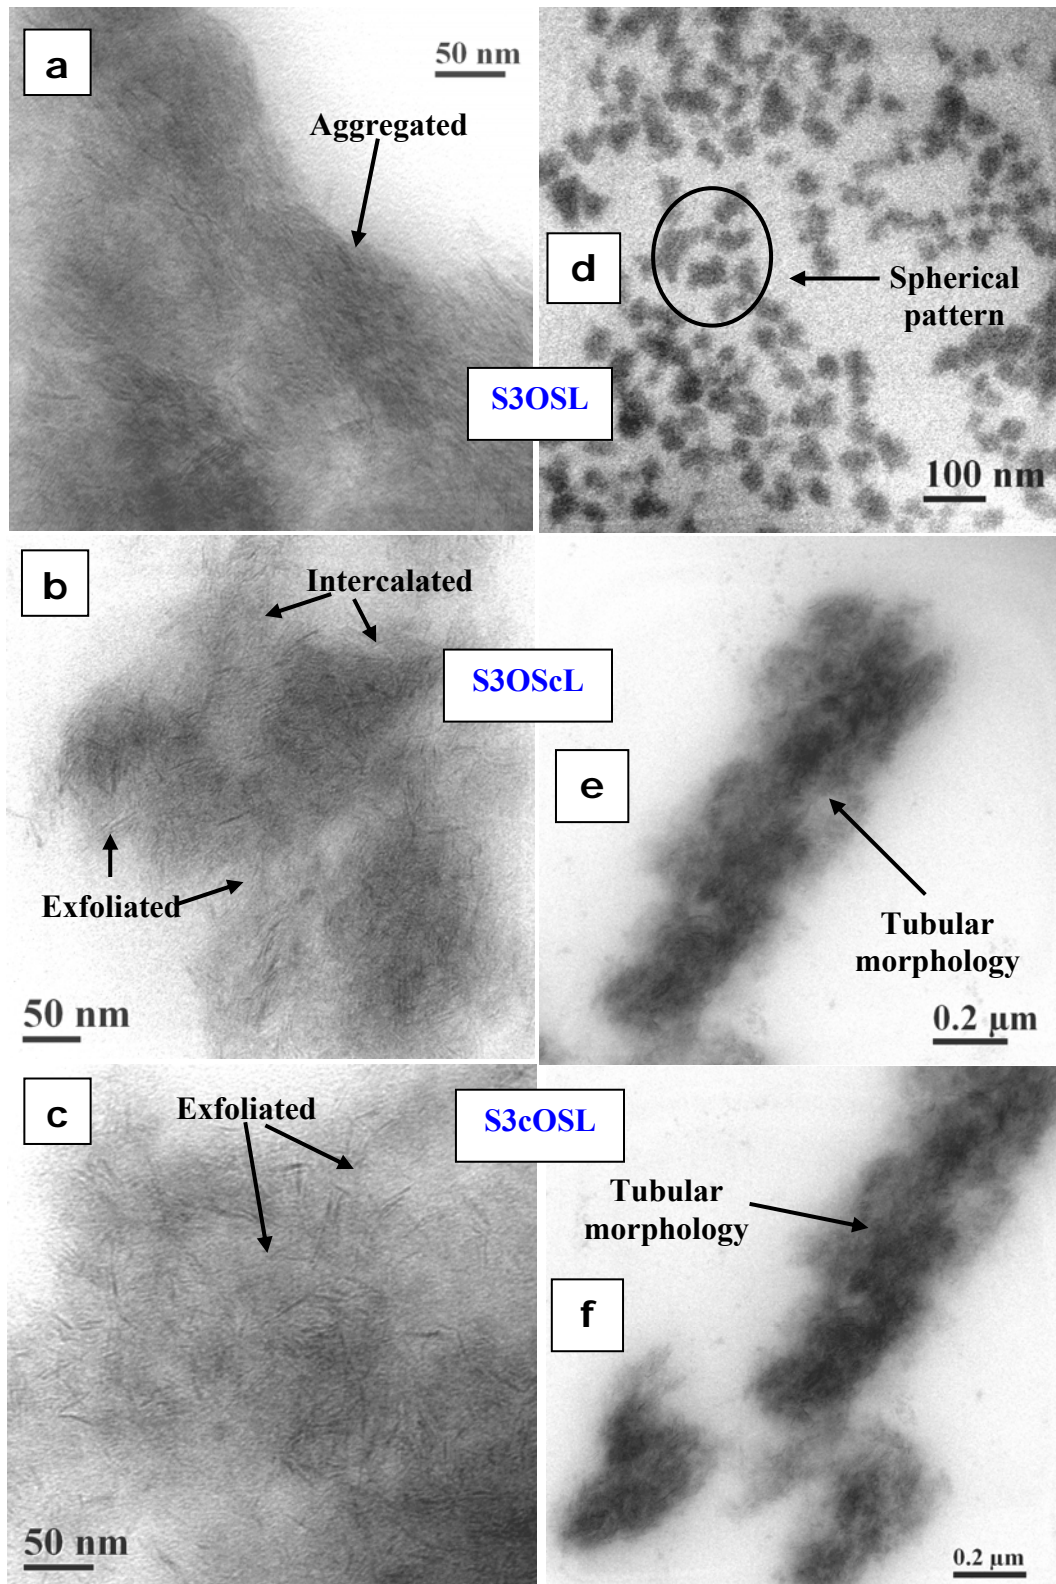 a
50 nm
Aggregated
d
Spherical
pattern
S3OSL
100 nm
b
Intercalated
S3OScL
Exfoliated
50 nm
e
Tubular
morphology
0.2 μm
c
Exfoliated
S3cOSL
50 nm
Tubular
morphology
f
0.2 μm